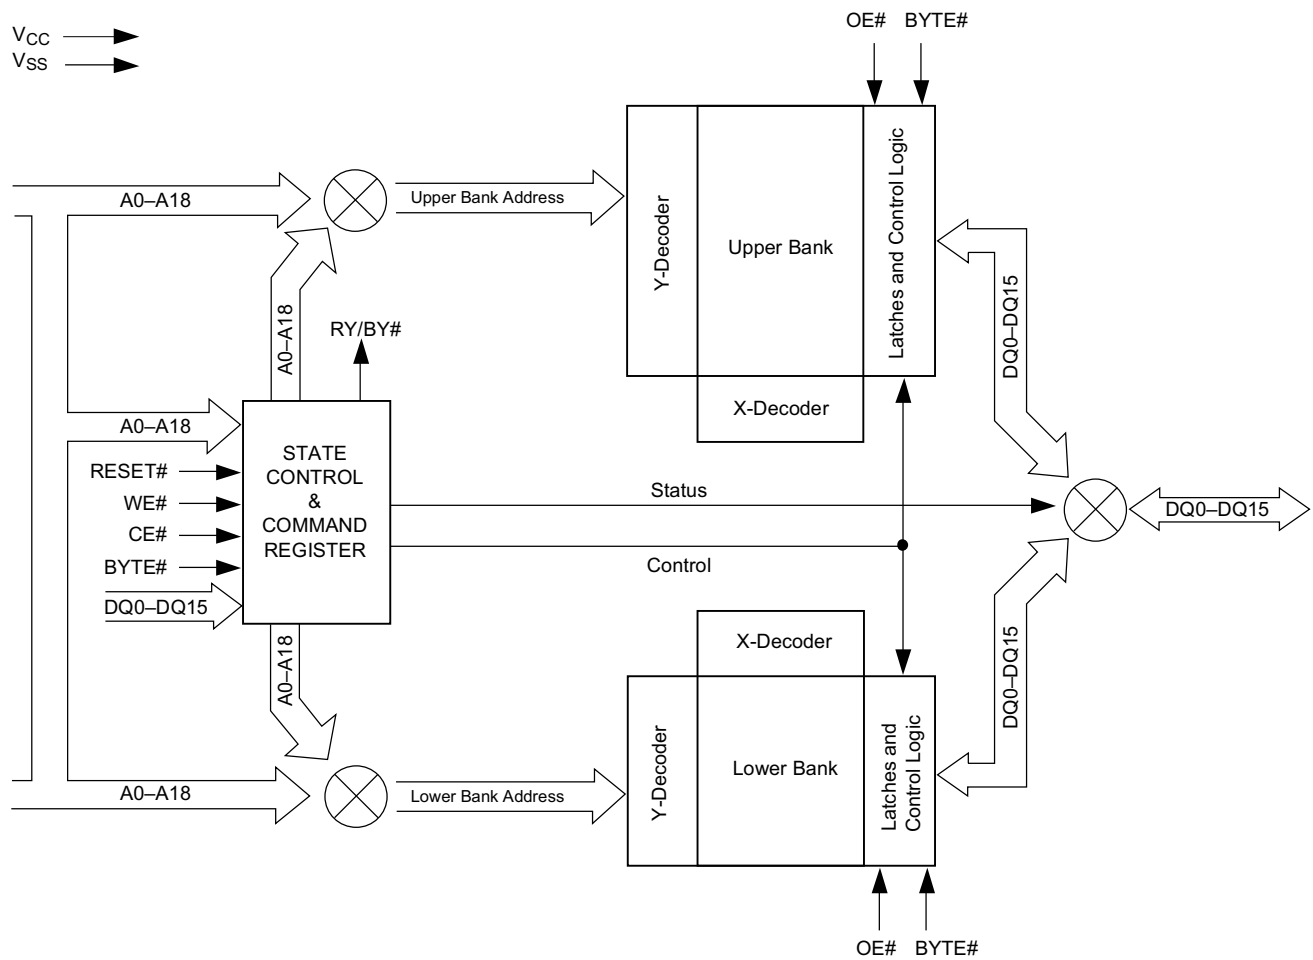 OE# BYTE#
VCC
VSS
A0–A18
Upper Bank Address
Y-Decoder
Upper Bank
Latches and Control Logic
X-Decoder
DQ0–DQ15
A0–A18
RY/BY#
A0–A18
RESET#
WE#
CE#
BYTE#
DQ0–DQ15
STATE
CONTROL
&
COMMAND
REGISTER
Status
Control
DQ0–DQ15
A0–A18
X-Decoder
Y-Decoder
Lower Bank
Latches and
Control Logic
DQ0–DQ15
A0–A18
Lower Bank Address
OE# BYTE#